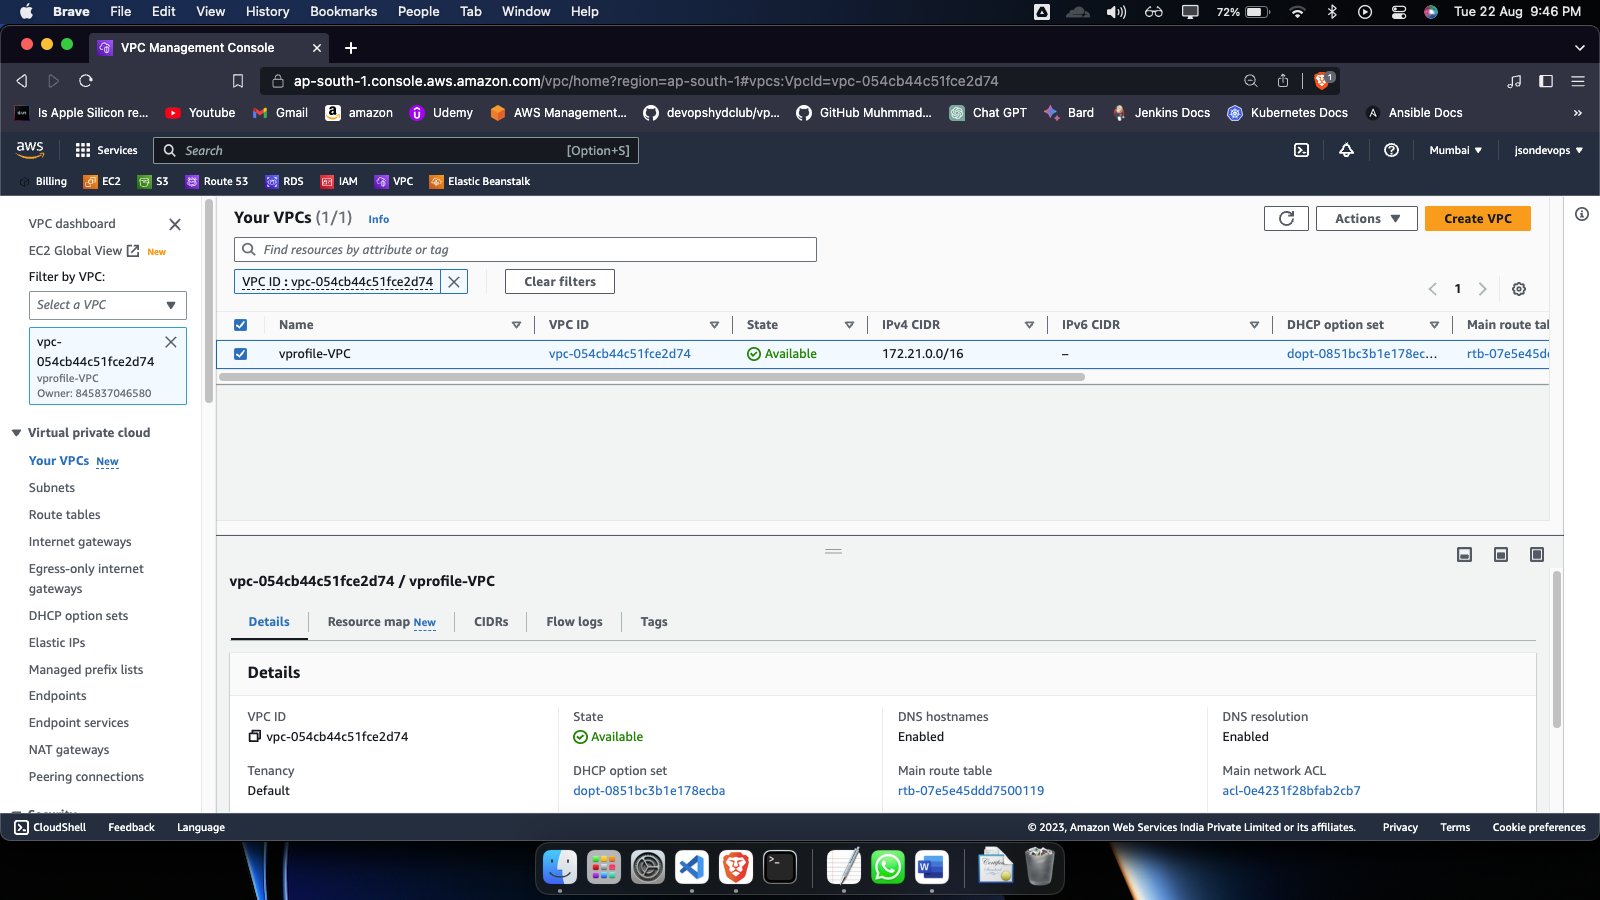 Brave File Edit View History Bookmarks People Tab Window Help 72% Tue 22 Aug 9:46 PM
VPC Management Console
ap-south-1.console.aws.amazon.com/vpc/home?region=ap-south-1#vpcs:VpcId=vpc-054cb44c51fce2d74 1
Is Apple Silicon re... Youtube Gmail amazon Udemy AWS Management... devopshydclub/vp... GitHub Muhmmad... Chat GPT Bard Jenkins Docs Kubernetes Docs Ansible Docs »
aws Services Search [Option+S] Mumbai jsondevops
Billing EC2 S3 Route 53 RDS IAM VPC Elastic Beanstalk
VPC dashboard
EC2 Global View New
Filter by VPC:
Select a VPC
vpc-
054cb44c51fce2d74
vprofile-VPC
Owner: 845837046580
Virtual private cloud
Your VPCs New
Subnets
Route tables
Internet gateways
Egress-only internet
gateways
DHCP option sets
Elastic IPs
Managed prefix lists
Endpoints
Endpoint services
NAT gateways
Peering connections
Security
Your VPCs (1/1) Info
Actions Create VPC
Find resources by attribute or tag
VPC ID : vpc-054cb44c51fce2d74 Clear filters
1
Name VPC ID State IPv4 CIDR IPv6 CIDR DHCP option set Main route tal
vprofile-VPC vpc-054cb44c51fce2d74 Available 172.21.0.0/16 – dopt-0851bc3b1e178ec... rtb-07e5e45d
vpc-054cb44c51fce2d74 / vprofile-VPC
Details Resource map New CIDRs Flow logs Tags
Details
VPC ID State DNS hostnames DNS resolution
vpc-054cb44c51fce2d74 Available Enabled Enabled
Tenancy DHCP option set Main route table Main network ACL
Default dopt-0851bc3b1e178ecba rtb-07e5e45ddd7500119 acl-0e4231f28bfab2cb7
CloudShell Feedback Language © 2023, Amazon Web Services India Private Limited or its affiliates. Privacy Terms Cookie preferences